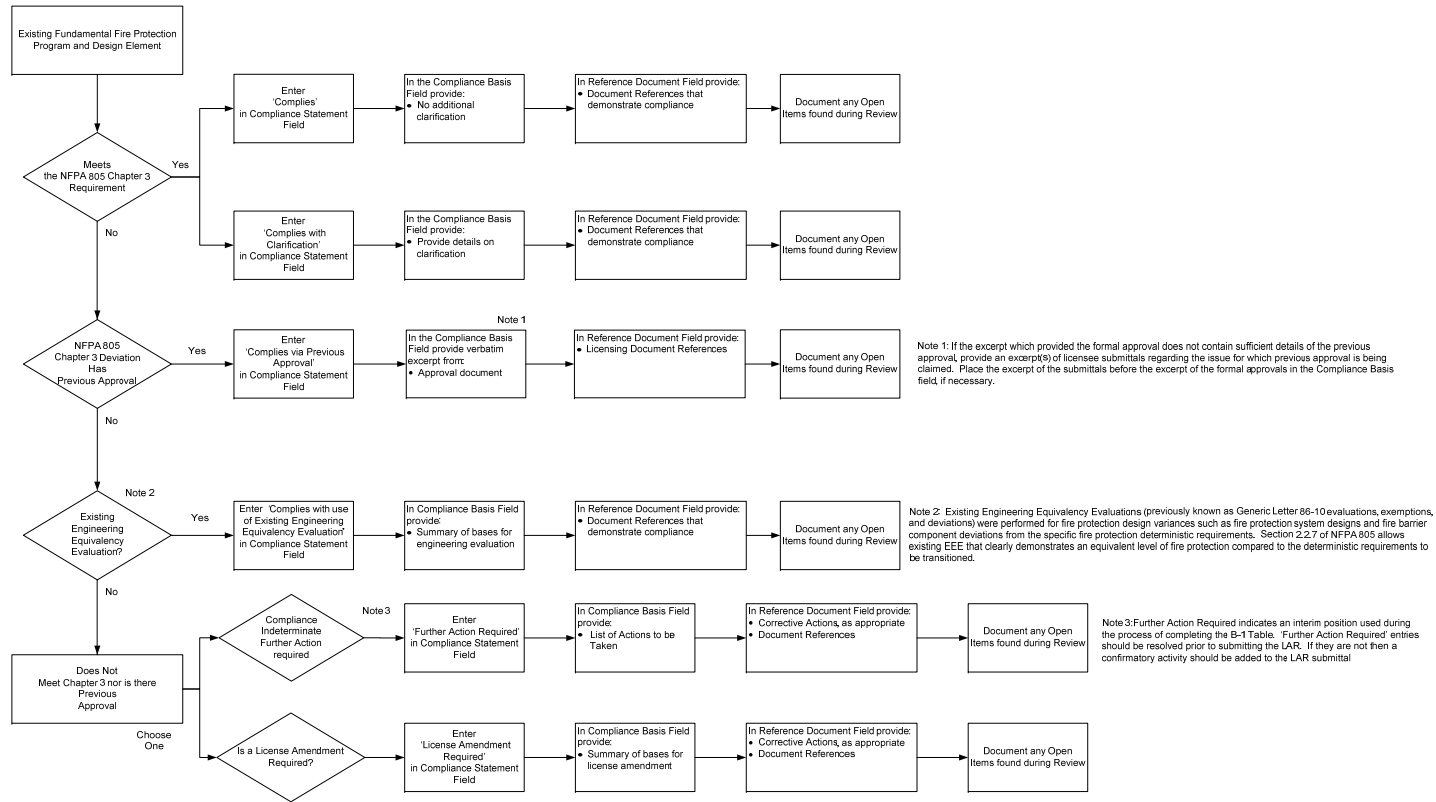 Existing Fundamental Fire Protection
Program and Design Element
Meets
the NFPA 805 Chapter 3
Requirement
Yes
No
Enter
'Complies'
in Compliance Statement
Field
In the Compliance Basis
Field provide:
• No additional
clarification
In Reference Document Field provide:
• Document References that
demonstrate compliance
Document any Open
Items found during Review
Enter
'Complies with
Clarification'
in Compliance Statement
Field
In the Compliance Basis
Field provide:
• Provide details on
clarification
In Reference Document Field provide:
• Document References that
demonstrate compliance
Document any Open
Items found during Review
NFPA 805
Chapter 3 Deviation
Has
Previous Approval
Yes
No
Enter
'Complies via Previous
Approval'
in Compliance Statement
Field
Note 1
In the Compliance Basis
Field provide verbatim
excerpt from:
• Approval document
In Reference Document Field provide:
• Licensing Document References
Document any Open
Items found during Review
Note 1: If the excerpt which provided the formal approval does not contain sufficient details of the previous
approval, provide an excerpt(s) of licensee submittals regarding the issue for which previous approval is being
claimed. Place the excerpt of the submittals before the excerpt of the formal approvals in the Compliance Basis
field, if necessary.
Note 2
Existing
Engineering
Equivalency
Evaluation?
Yes
No
Enter 'Complies with use
of Existing Engineering
Equivalency Evaluation'
in Compliance Statement
Field
In Compliance Basis Field
provide:
• Summary of bases for
engineering evaluation
In Reference Document Field provide:
• Document References that
demonstrate compliance
Document any Open
Items found during Review
Note 2: Existing Engineering Equivalency Evaluations (previously known as Generic Letter 86-10 evaluations, exemptions,
and deviations) were performed for fire protection design variances such as fire protection system designs and fire barrier
component deviations from the specific fire protection deterministic requirements. Section 2.2.7 of NFPA 805 allows
existing EEE that clearly demonstrates an equivalent level of fire protection compared to the deterministic requirements to
be transitioned.
Does Not
Meet Chapter 3 nor is there
Previous
Approval
Choose
One
Compliance
Indeterminate
Further Action
required
Note 3
Enter
'Further Action Required'
in Compliance Statement
Field
In Compliance Basis Field
provide:
• List of Actions to be
Taken
In Reference Document Field provide:
• Corrective Actions, as appropriate
• Document References
Document any Open
Items found during Review
Note 3: Further Action Required indicates an interim position used during
the process of completing the B-1 Table. 'Further Action Required' entries
should be resolved prior to submitting the LAR. If they are not then a
confirmatory activity should be added to the LAR submittal
Is a License Amendment
Required?
Enter
'License Amendment
Required'
in Compliance Statement
Field
In Compliance Basis Field
provide:
• Summary of bases for
license amendment
In Reference Document Field provide:
• Corrective Actions, as appropriate
• Document References
Document any Open
Items found during Review